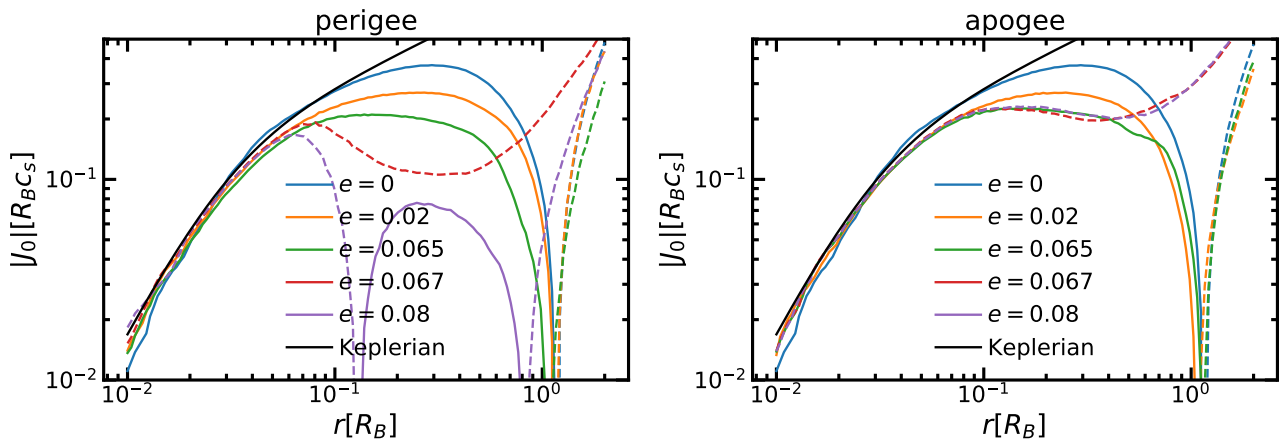 perigee
|J₀|[R_B c_s]
10⁻¹
10⁻²
e = 0
e = 0.02
e = 0.065
e = 0.067
e = 0.08
Keplerian
10⁻² 10⁻¹ 10⁰
r[R_B]
apogee
|J₀|[R_B c_s]
10⁻¹
10⁻²
e = 0
e = 0.02
e = 0.065
e = 0.067
e = 0.08
Keplerian
10⁻² 10⁻¹ 10⁰
r[R_B]